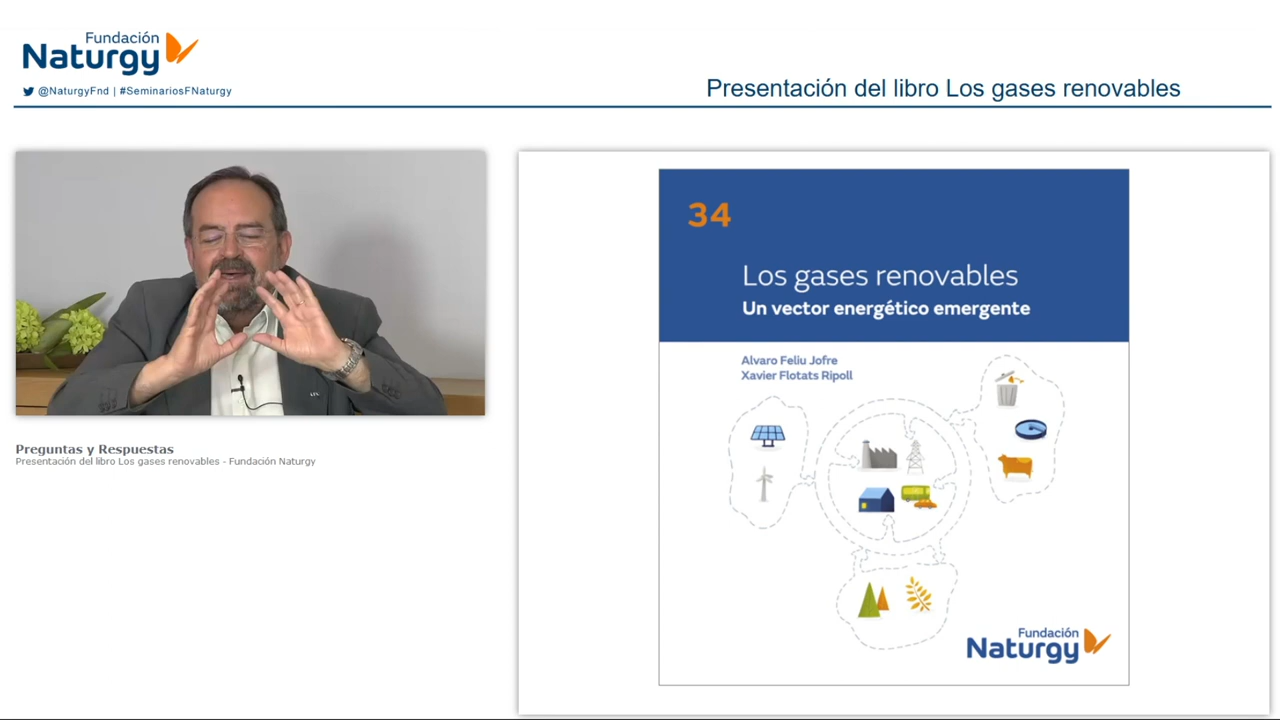 Fundación
Naturgy
@NaturgyFnd | #SeminariosFNaturgy
Presentación del libro Los gases renovables
Preguntas y Respuestas
Presentación del libro Los gases renovables - Fundación Naturgy
34
Los gases renovables
Un vector energético emergente
Alvaro Feliu Jofre
Xavier Flotats Ripoll
Fundación
Naturgy